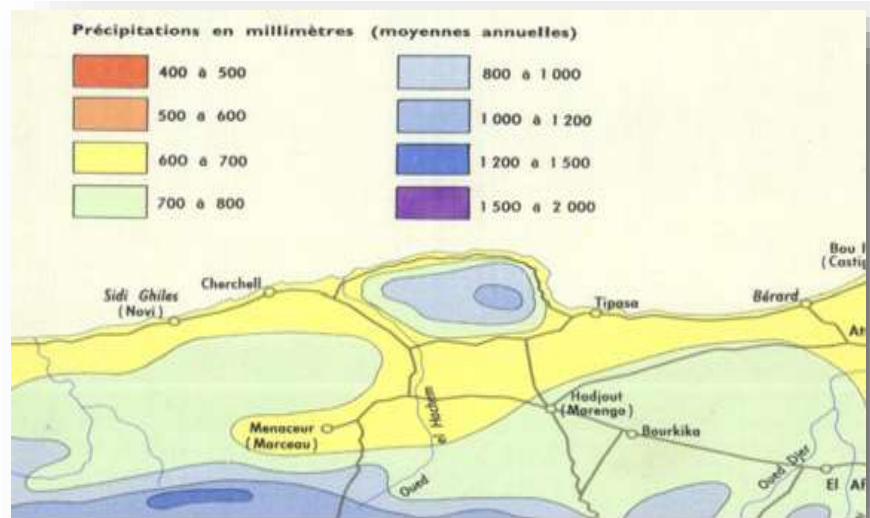 Précipitations en millimètres (moyennes annuelles)
400 à 500
500 à 600
600 à 700
700 à 800
800 à 1 000
1 000 à 1 200
1 200 à 1 500
1 500 à 2 000
Bou
Cherchell
Sidi Ghiles
(Novi)
Tipasa
Bérard
Hadjout
(Marengo)
Menaceur
(Marceau)
Bourkika
Oued el Hachem
Oued Djer
El